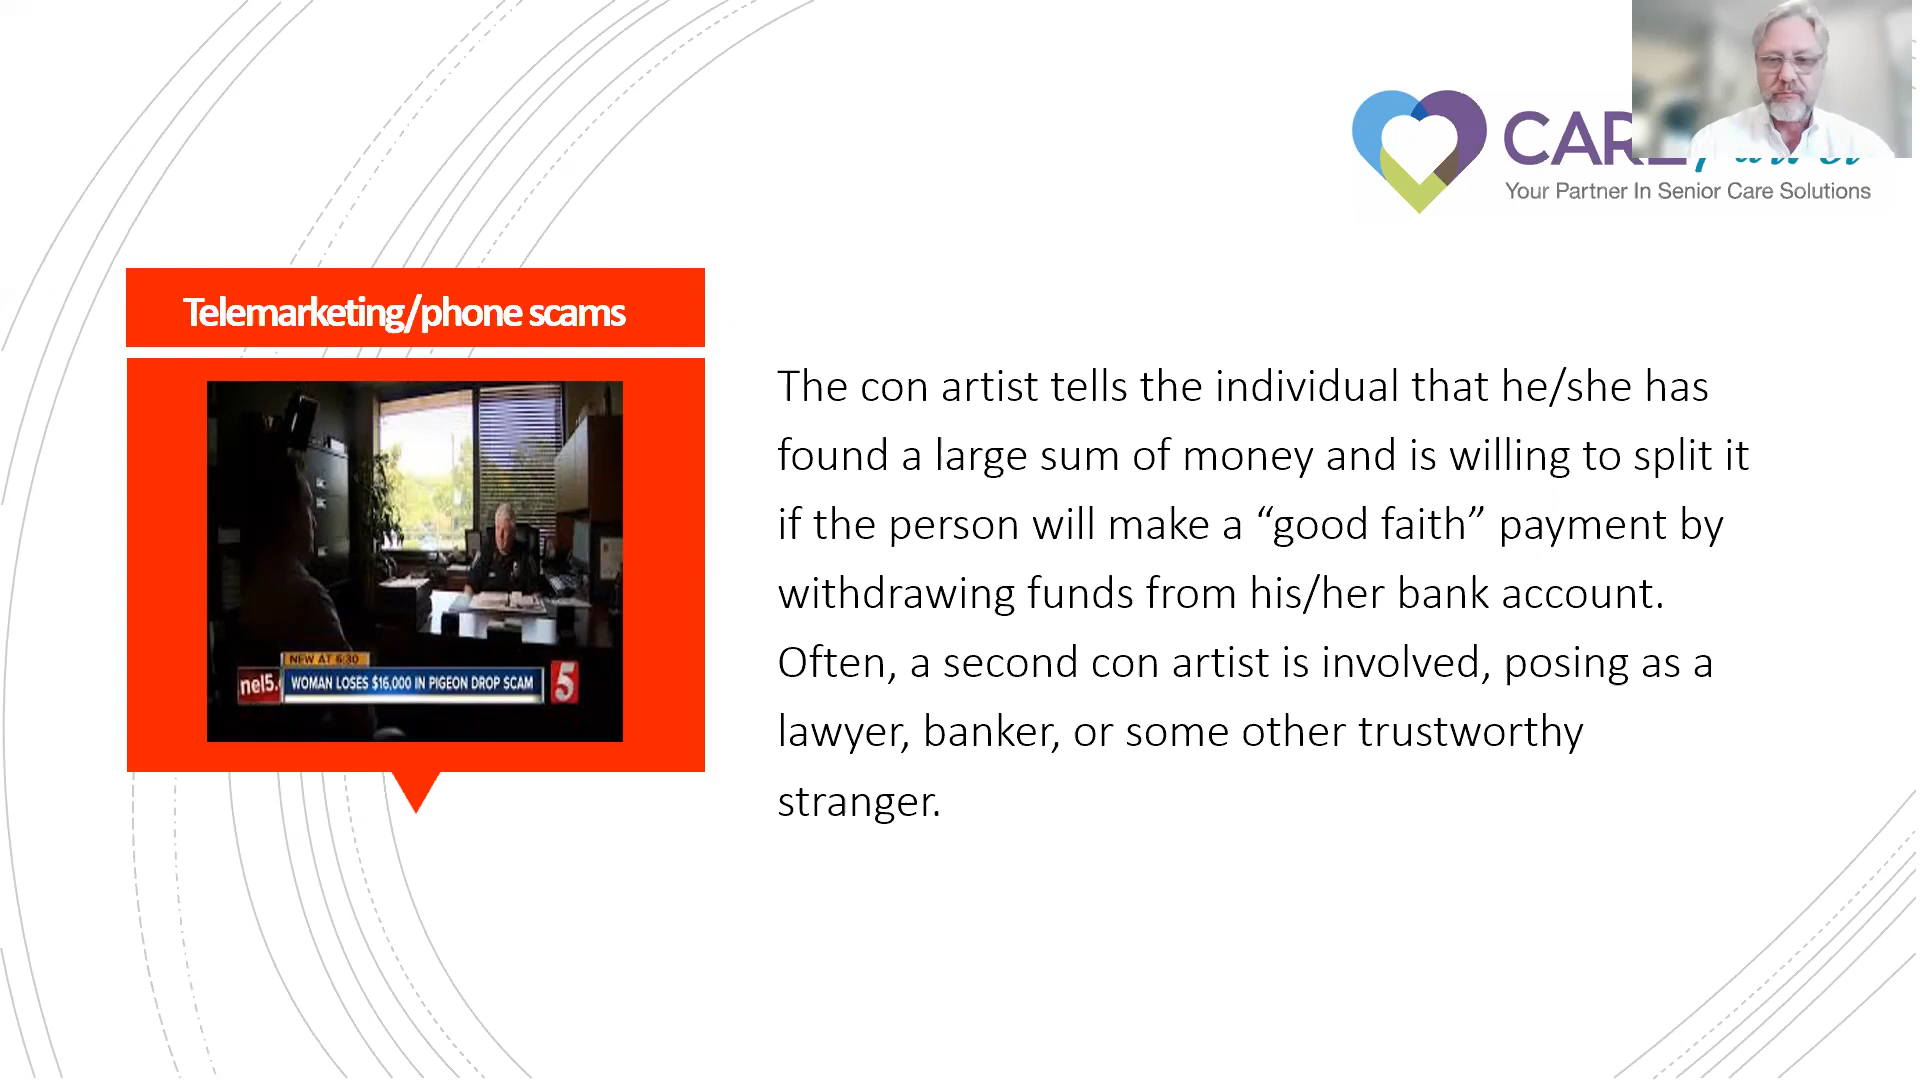 CARE
Your Partner In Senior Care Solutions
Telemarketing/phone scams
NEW AT 6:30
nel5.
WOMAN LOSES $16,000 IN PIGEON DROP SCAM
5
The con artist tells the individual that he/she has
found a large sum of money and is willing to split it
if the person will make a “good faith” payment by
withdrawing funds from his/her bank account.
Often, a second con artist is involved, posing as a
lawyer, banker, or some other trustworthy
stranger.